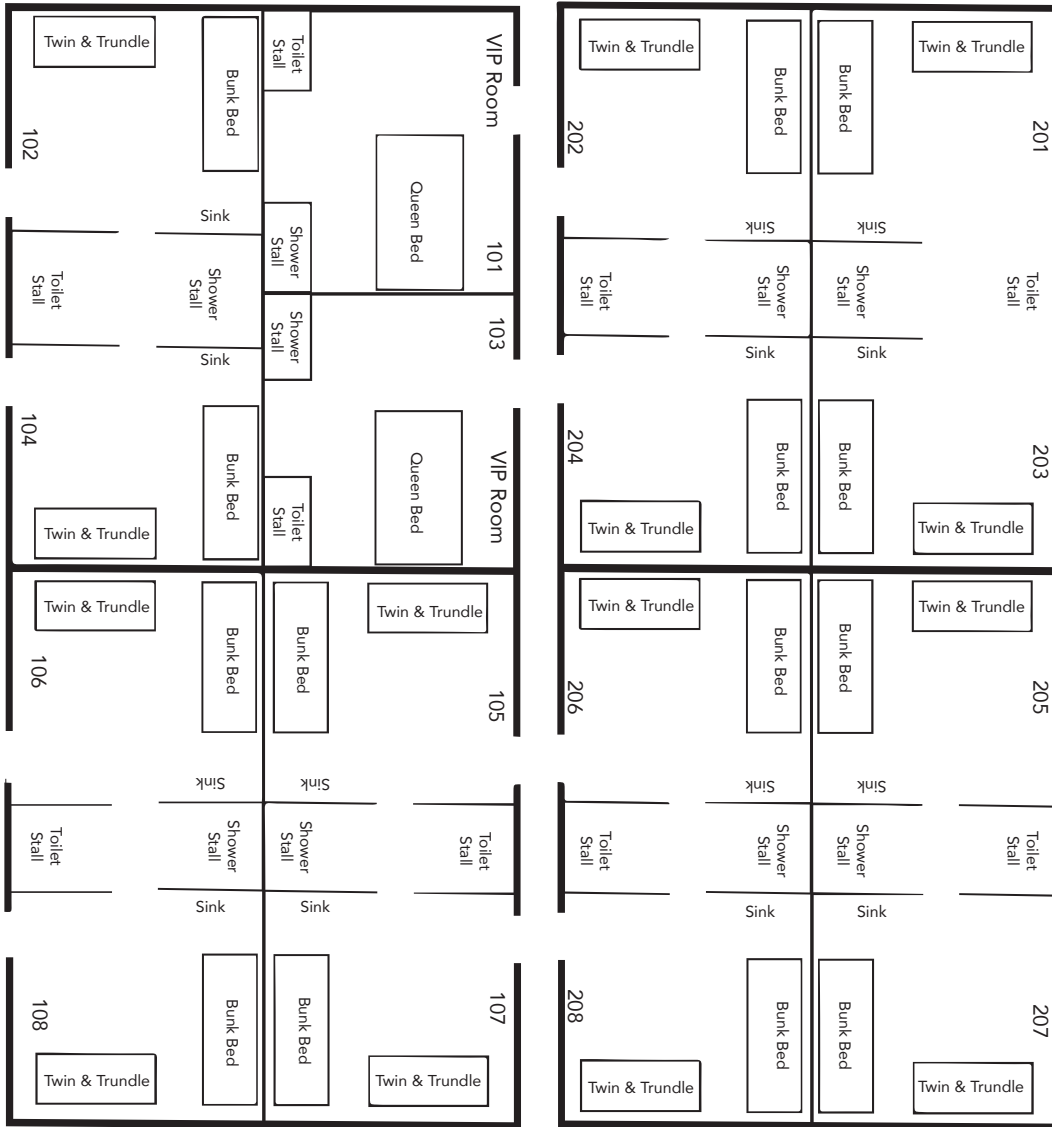 Twin & Trundle
Bunk Bed
102
Sink
Toilet
Stall
Shower
Stall
Sink
104
Bunk Bed
Twin & Trundle
Toilet
Stall
VIP Room
Queen Bed
101
Shower
Stall
Shower
Stall
103
Queen Bed
VIP Room
Toilet
Stall
Twin & Trundle
Bunk Bed
106
Sink
Toilet
Stall
Shower
Stall
Sink
108
Bunk Bed
Twin & Trundle
Bunk Bed
Twin & Trundle
105
Sink
Shower
Stall
Toilet
Stall
Sink
Bunk Bed
107
Twin & Trundle
Twin & Trundle
Bunk Bed
202
Sink
Toilet
Stall
Shower
Stall
Sink
204
Bunk Bed
Twin & Trundle
Bunk Bed
Twin & Trundle
201
Sink
Shower
Stall
Toilet
Stall
Sink
Bunk Bed
203
Twin & Trundle
Twin & Trundle
Bunk Bed
206
Sink
Toilet
Stall
Shower
Stall
Sink
208
Bunk Bed
Twin & Trundle
Bunk Bed
Twin & Trundle
205
Sink
Shower
Stall
Toilet
Stall
Sink
Bunk Bed
207
Twin & Trundle